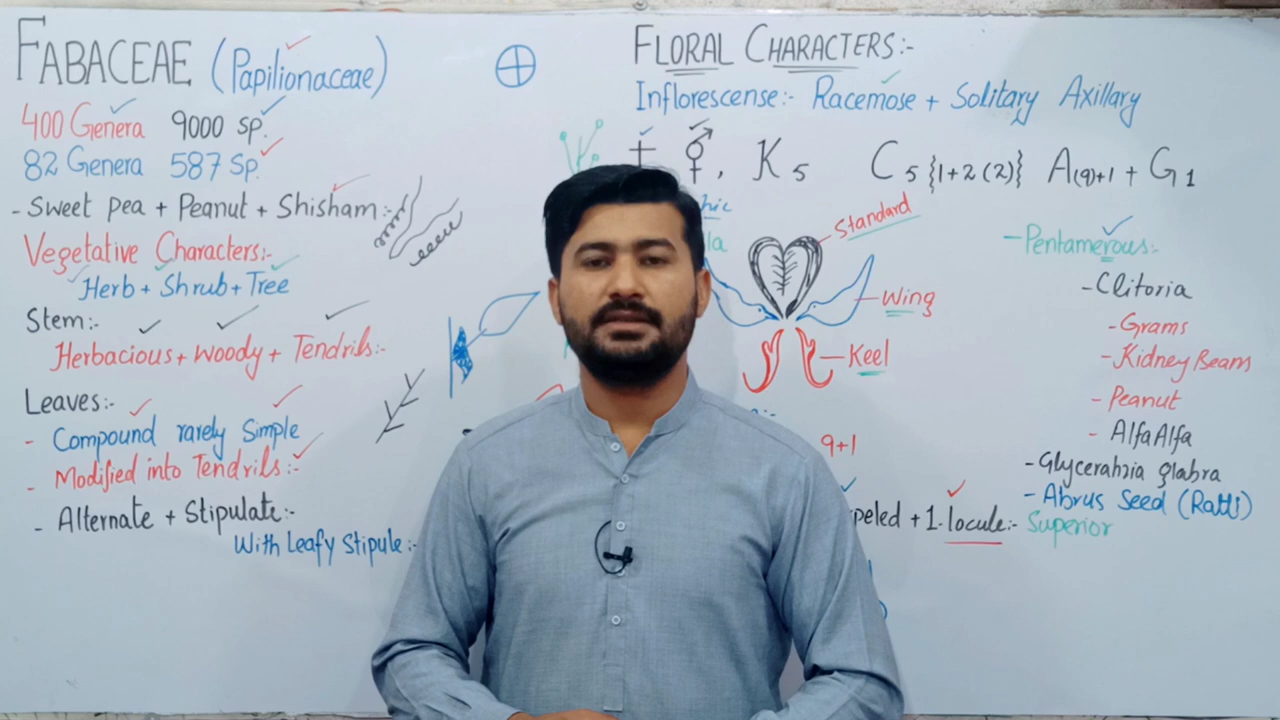 FABACEAE (Papilionaceae)
400 Genera 9000 sp.
82 Genera 587 Sp.
- Sweet pea + Peanut + Shisham:-
Vegetative Characters:-
Herb + Shrub + Tree
Stem:-
Herbacious + Woody + Tendrils:-
Leaves:-
- Compound rarely Simple
- Modified into Tendrils:-
- Alternate + Stipulate:-
With Leafy Stipule:-
FLORAL CHARACTERS:-
Inflorescense:- Racemose + Solitary Axillary
† ⚥, K5 C5{1+2(2)} A(9)+1 + G1
Standard
Wing
Keel
9+1
peled + 1 locule:- Superior
- Pentamerous:-
- Clitoria
- Grams
- Kidney Beans
- Peanut
- AlfaAlfa
- Glycerahzia glabra
- Abrus Seed (Ratti)